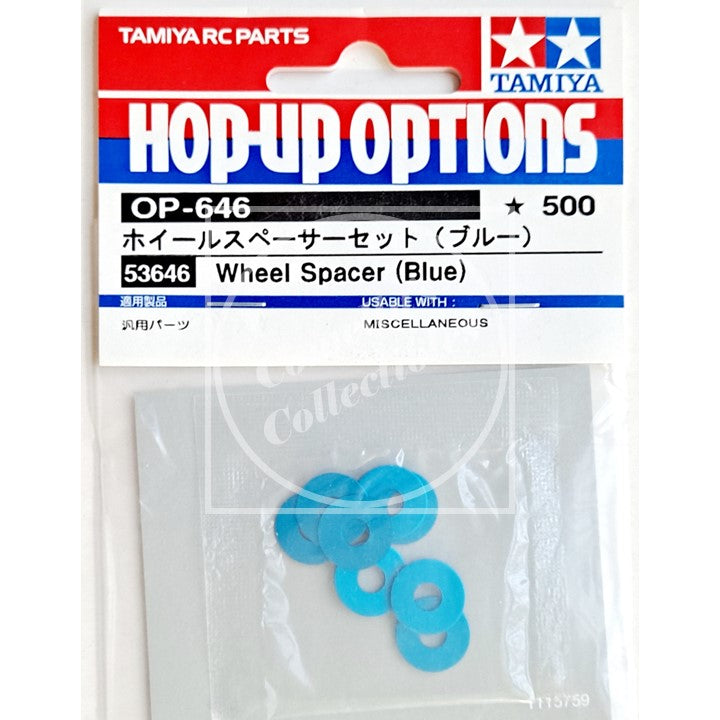 TAMIYA RC PARTS
TAMIYA
HOP-UP OPTIONS
OP-646 ★ 500
ホイールスペーサーセット（ブルー）
53646 Wheel Spacer (Blue)
適用製品 USABLE WITH :
汎用パーツ MISCELLANEOUS
Collection
1115759